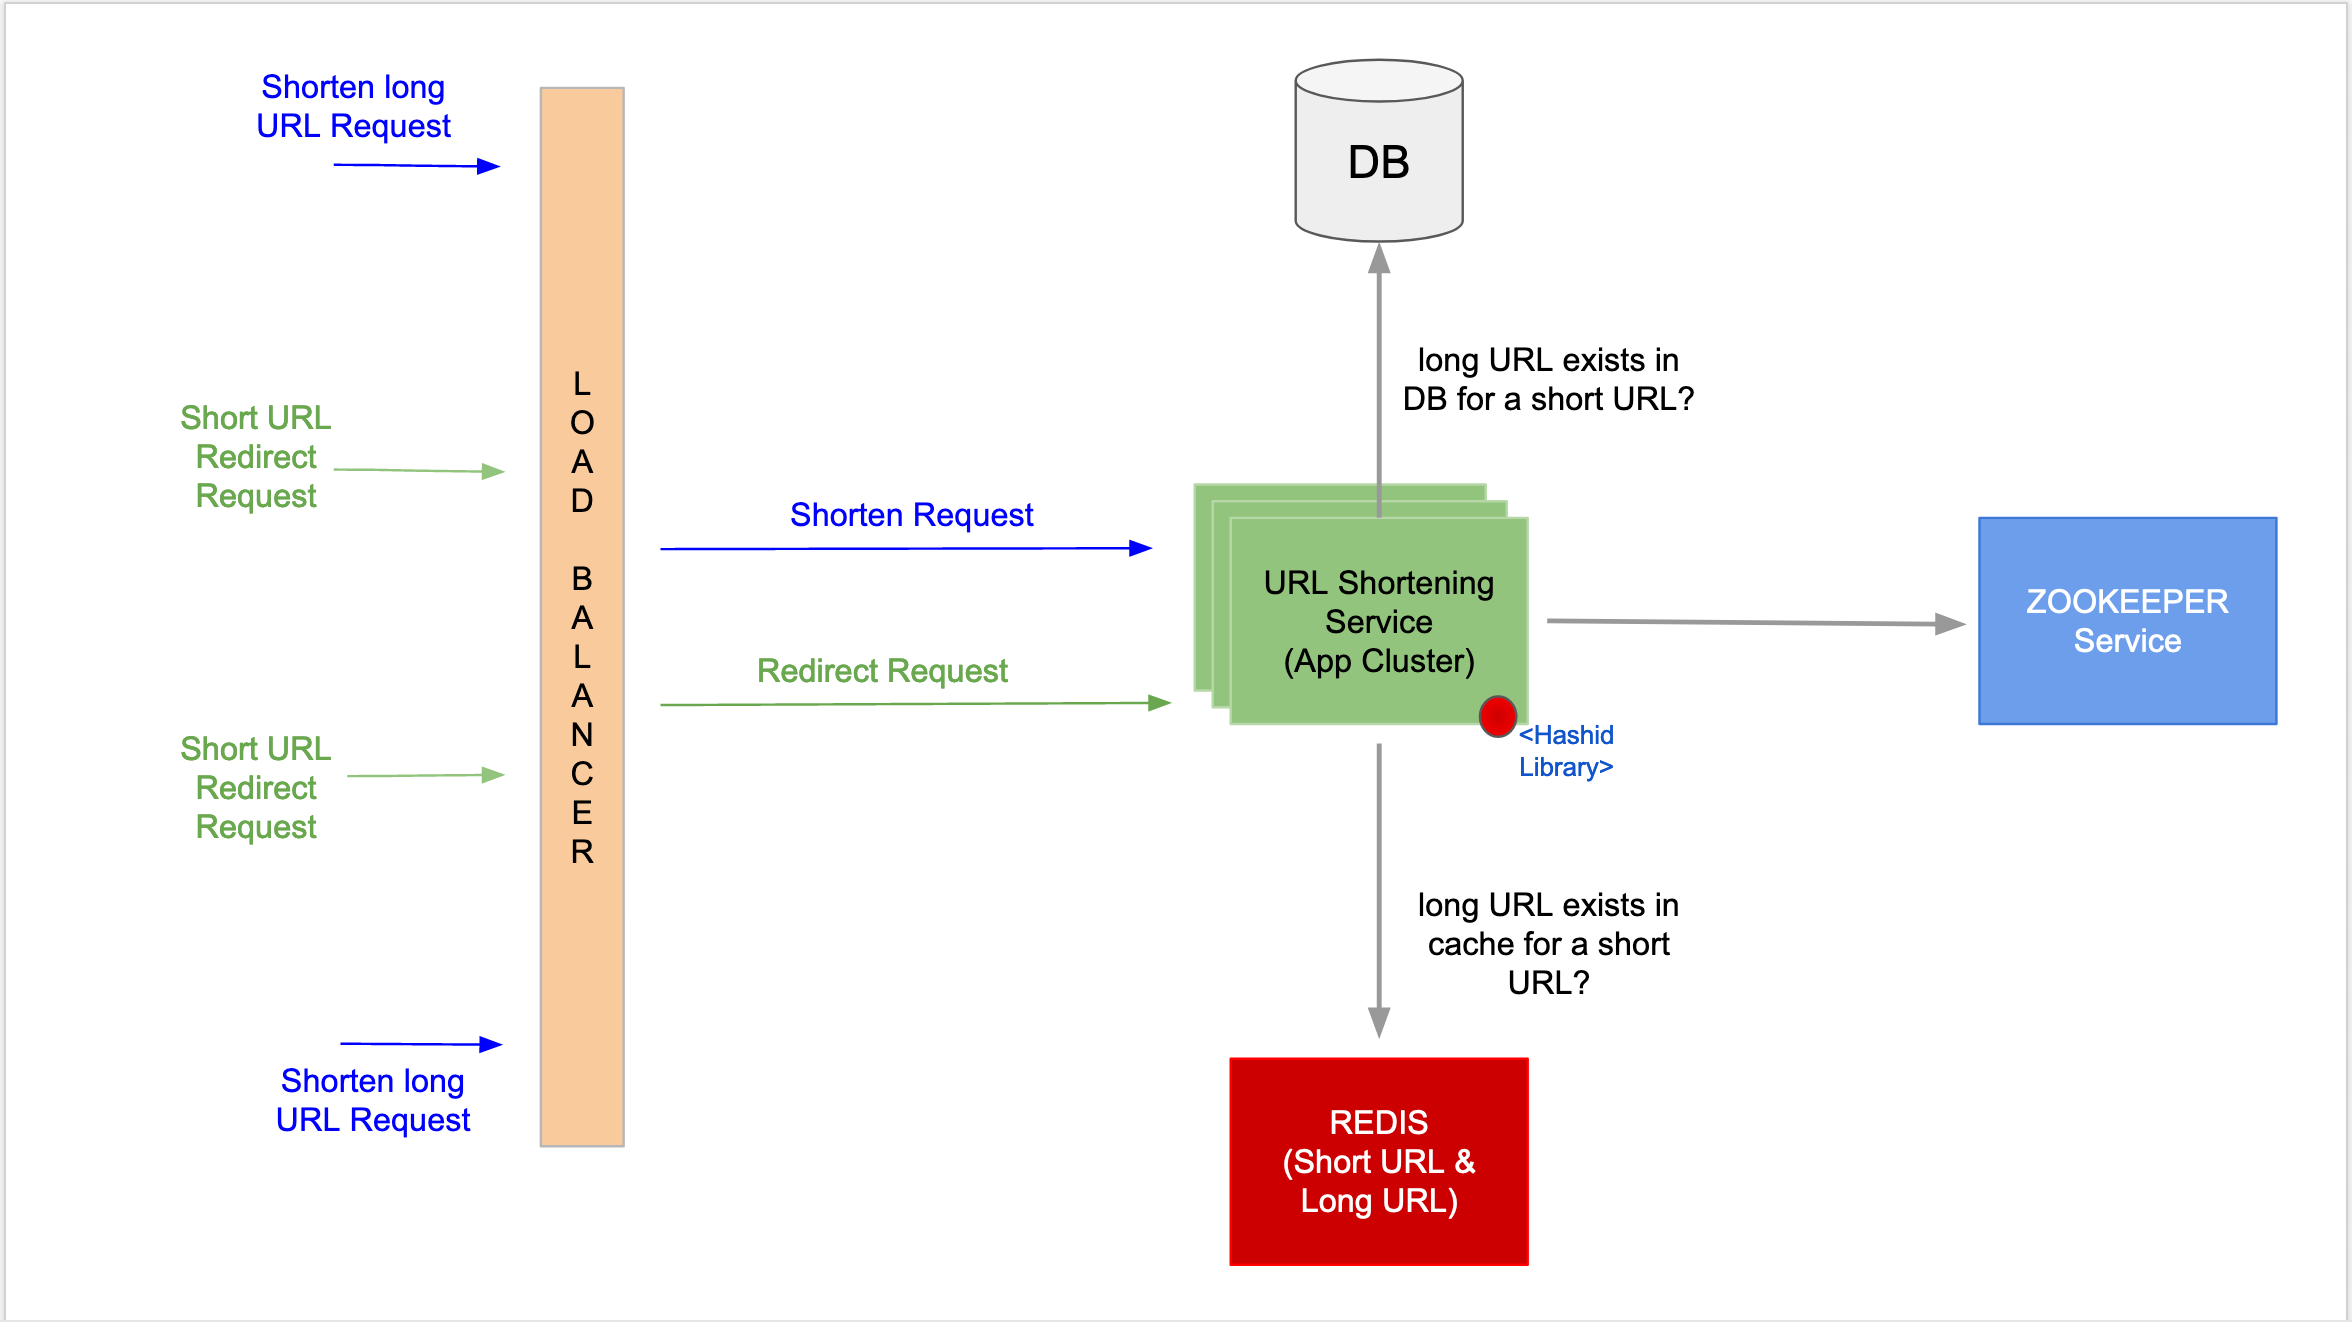 Shorten long
URL Request
Short URL
Redirect
Request
Short URL
Redirect
Request
Shorten long
URL Request
L
O
A
D
B
A
L
A
N
C
E
R
Shorten Request
Redirect Request
DB
long URL exists in
DB for a short URL?
URL Shortening
Service
(App Cluster)
<Hashid
Library>
ZOOKEEPER
Service
long URL exists in
cache for a short
URL?
REDIS
(Short URL &
Long URL)